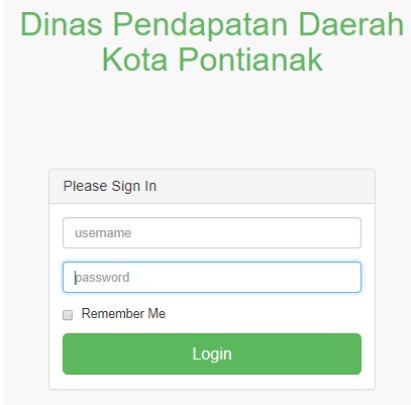 Dinas Pendapatan Daerah
Kota Pontianak
Please Sign In
username
password
Remember Me
Login